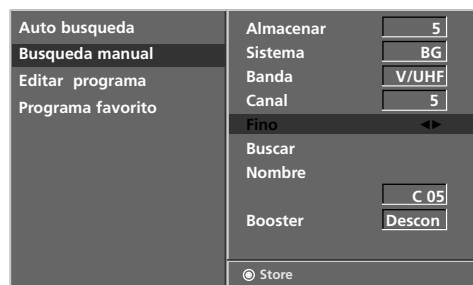 Auto busqueda
Busqueda manual
Editar programa
Programa favorito
Almacenar 5
Sistema BG
Banda V/UHF
Canal 5
Fino ◀▶
Buscar
Nombre
C 05
Booster Descon
Store